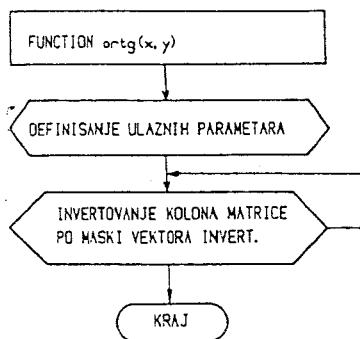 FUNCTION ortg(x, y)
DEFINISANJE ULAZNIH PARAMETARA
INVERTOVANJE KOLONA MATRICE
PO MASKI VEKTORA INVERT.
KRAJ